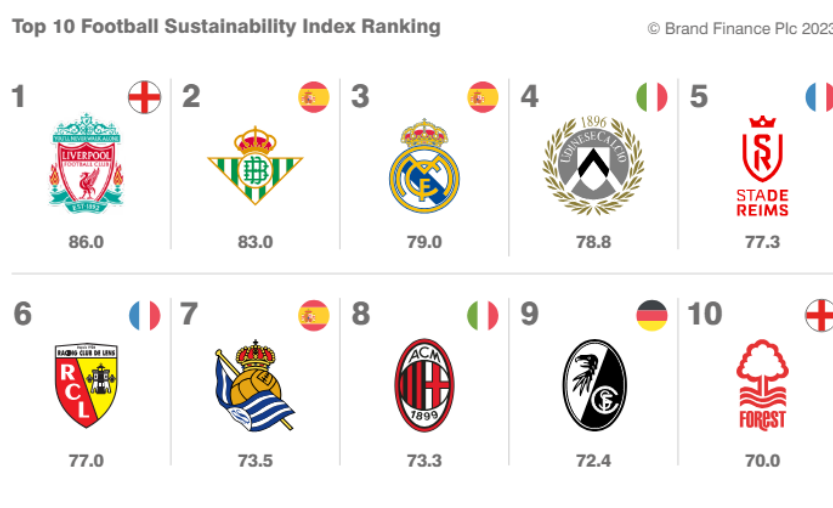 Top 10 Football Sustainability Index Ranking
© Brand Finance Plc 2023
1
2
3
4
5
YOU'LL NEVER WALK ALONE
LIVERPOOL
FOOTBALL CLUB
EST 1892
1896
UDINESE CALCIO
STADE
REIMS
86.0
83.0
79.0
78.8
77.3
6
7
8
9
10
RACING CLUB DE LENS
RCL
ACM
1899
FOREST
77.0
73.5
73.3
72.4
70.0